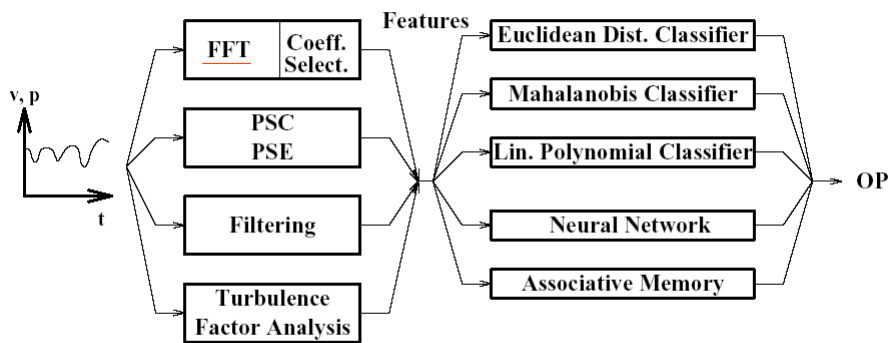 v, p
t
FFT
Coeff.
Select.
PSC
PSE
Filtering
Turbulence
Factor Analysis
Features
Euclidean Dist. Classifier
Mahalanobis Classifier
Lin. Polynomial Classifier
Neural Network
Associative Memory
OP